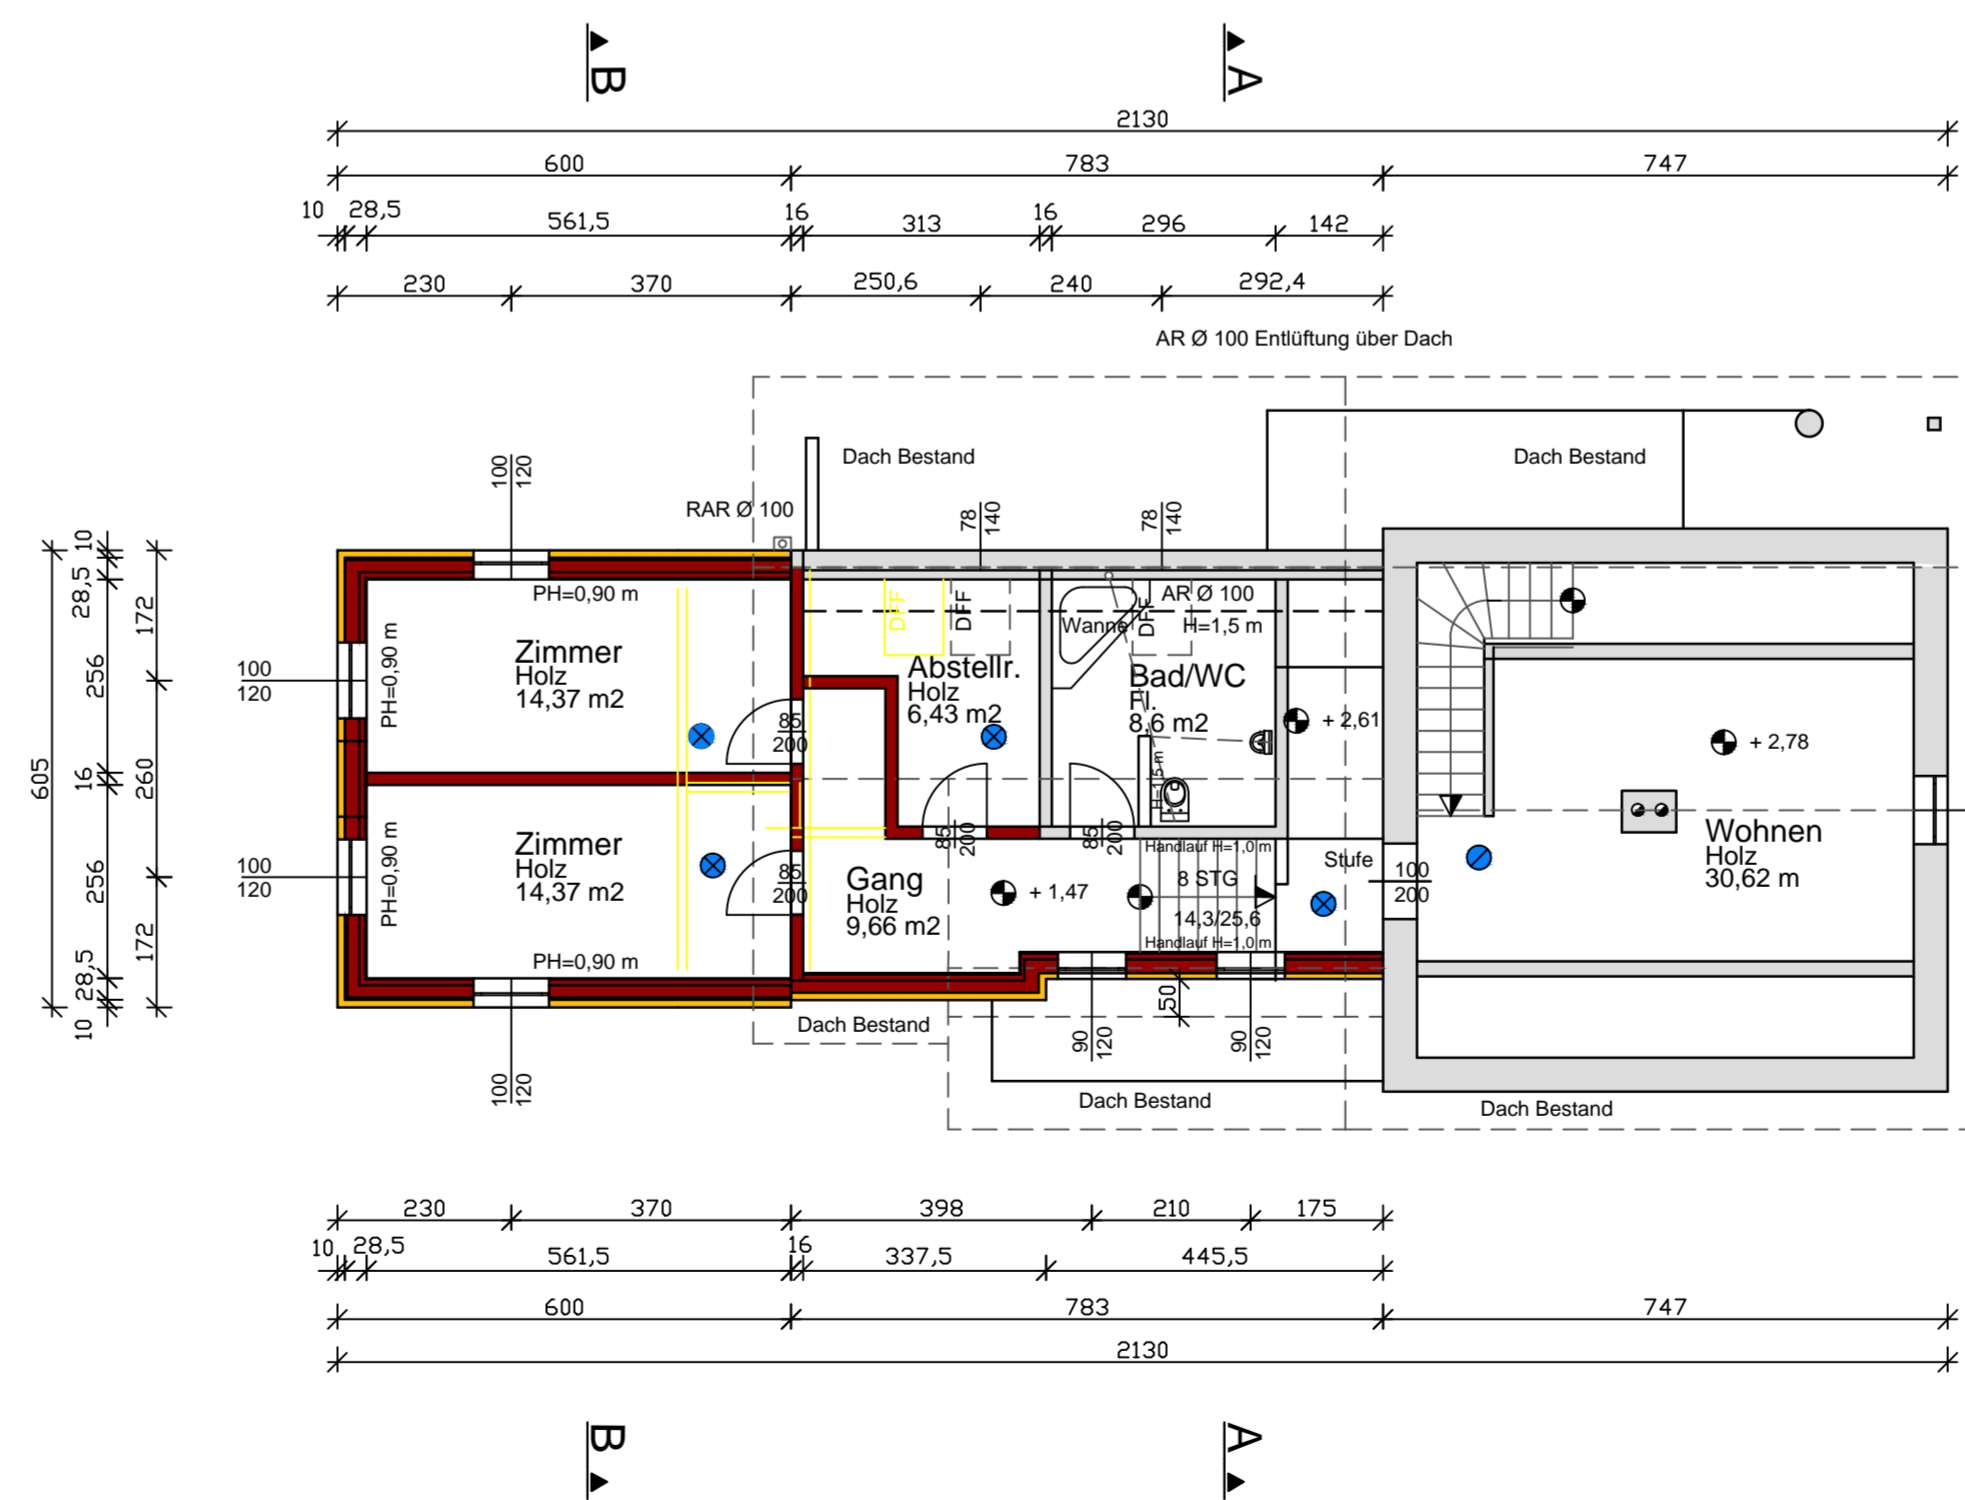 B
A
2130
600
783
747
10
28,5
561,5
16
313
16
296
142
230
370
250,6
240
292,4
AR Ø 100 Entlüftung über Dach
Dach Bestand
Dach Bestand
100
120
RAR Ø 100
78
140
78
140
10
28,5
172
256
605
16
260
256
172
28,5
10
100
120
100
120
PH=0,90 m
PH=0,90 m
Zimmer
Holz
14,37 m2
85
200
DFF
DFF
Abstellr.
Holz
6,43 m2
Wanne
DFF
AR Ø 100
H=1,5 m
Bad/WC
Fl.
8,6 m2
H=1,5 m
+ 2,61
+ 2,78
PH=0,90 m
Zimmer
Holz
14,37 m2
PH=0,90 m
85
200
85
200
85
200
Gang
Holz
9,66 m2
+ 1,47
Handlauf H=1,0 m
8 STG
14,3/25,6
Handlauf H=1,0 m
Stufe
100
200
Wohnen
Holz
30,62 m
50
90
120
90
120
100
120
Dach Bestand
Dach Bestand
Dach Bestand
230
370
398
210
175
10
28,5
561,5
16
337,5
445,5
600
783
747
2130
B
A